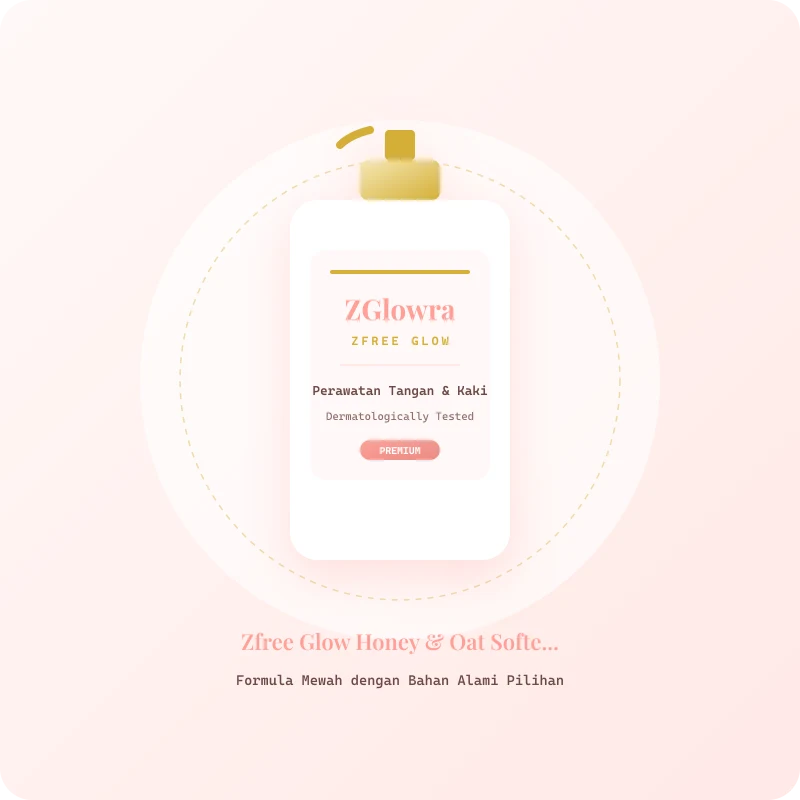 ZGlowra
ZFREE GLOW
Perawatan Tangan & Kaki
Dermatologically Tested
PREMIUM
Zfree Glow Honey & Oat Softe...
Formula Mewah dengan Bahan Alami Pilihan